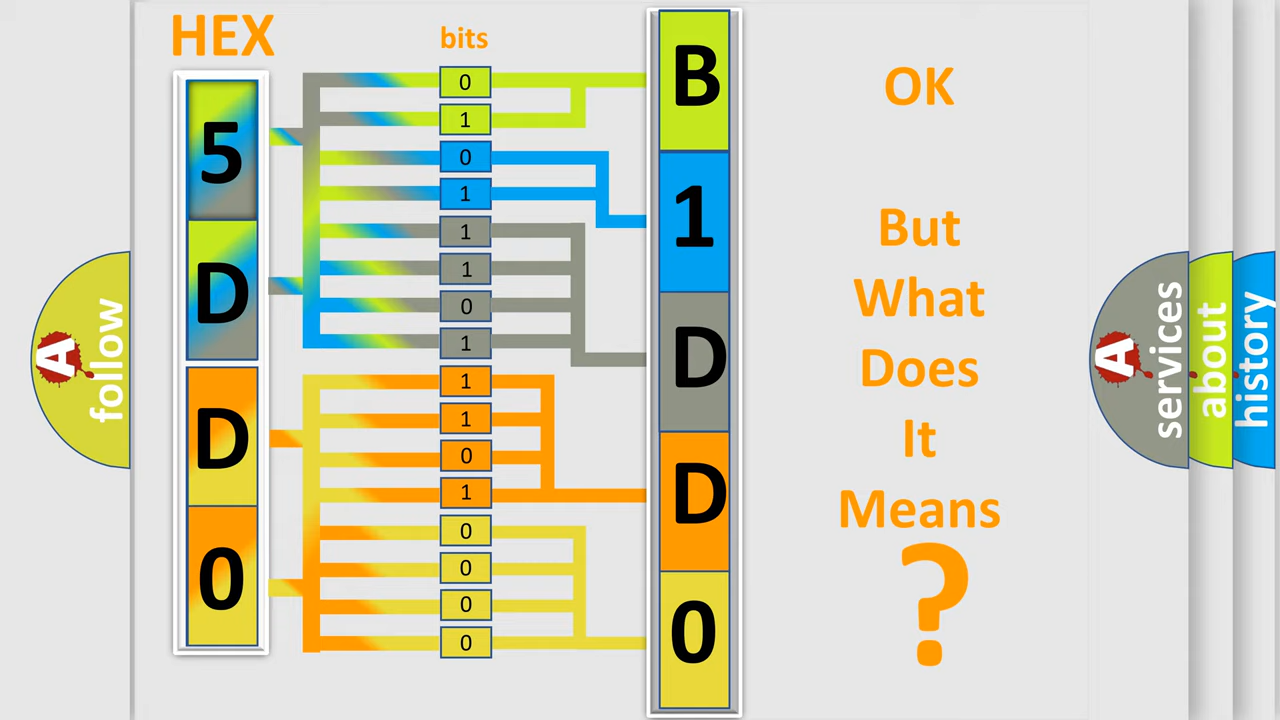 HEX
bits
5
D
D
0
0
1
0
1
1
1
0
1
1
1
0
1
0
0
0
0
B
1
D
D
0
OK
But
What
Does
It
Means
?
A
follow
A
services
about
history